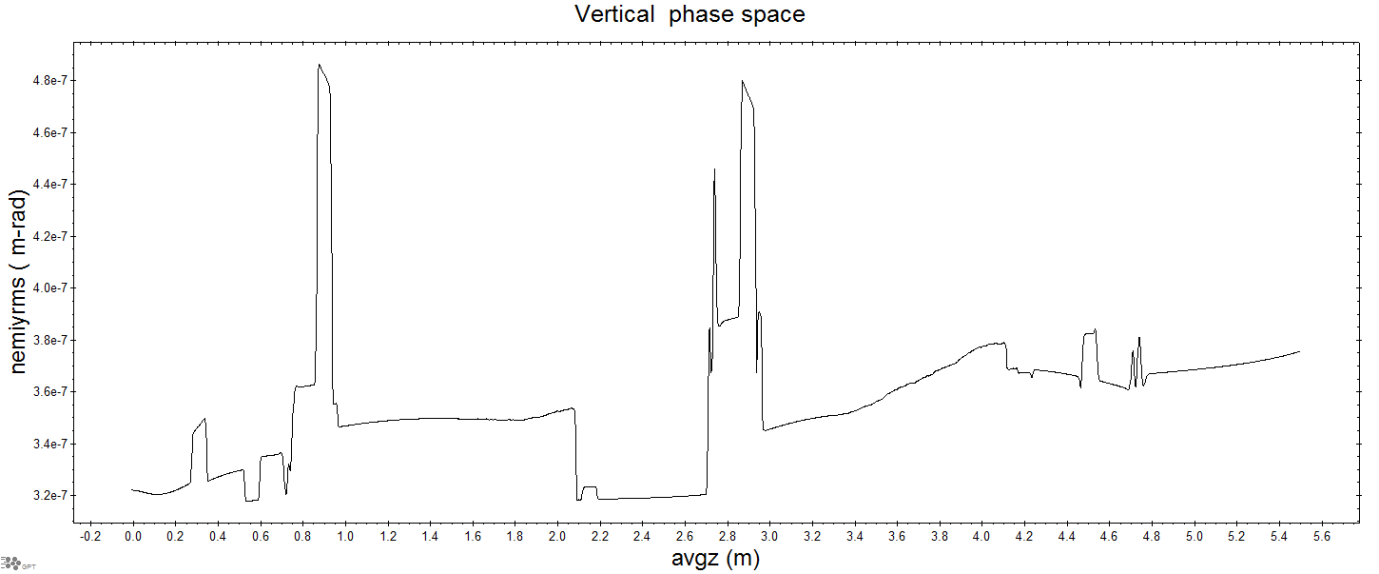 Vertical  phase space
nemiyrms ( m-rad)
4.8e-7
4.6e-7
4.4e-7
4.2e-7
4.0e-7
3.8e-7
3.6e-7
3.4e-7
3.2e-7
-0.2 0.0 0.2 0.4 0.6 0.8 1.0 1.2 1.4 1.6 1.8 2.0 2.2 2.4 2.6 2.8 3.0 3.2 3.4 3.6 3.8 4.0 4.2 4.4 4.6 4.8 5.0 5.2 5.4 5.6
avgz (m)
GPT